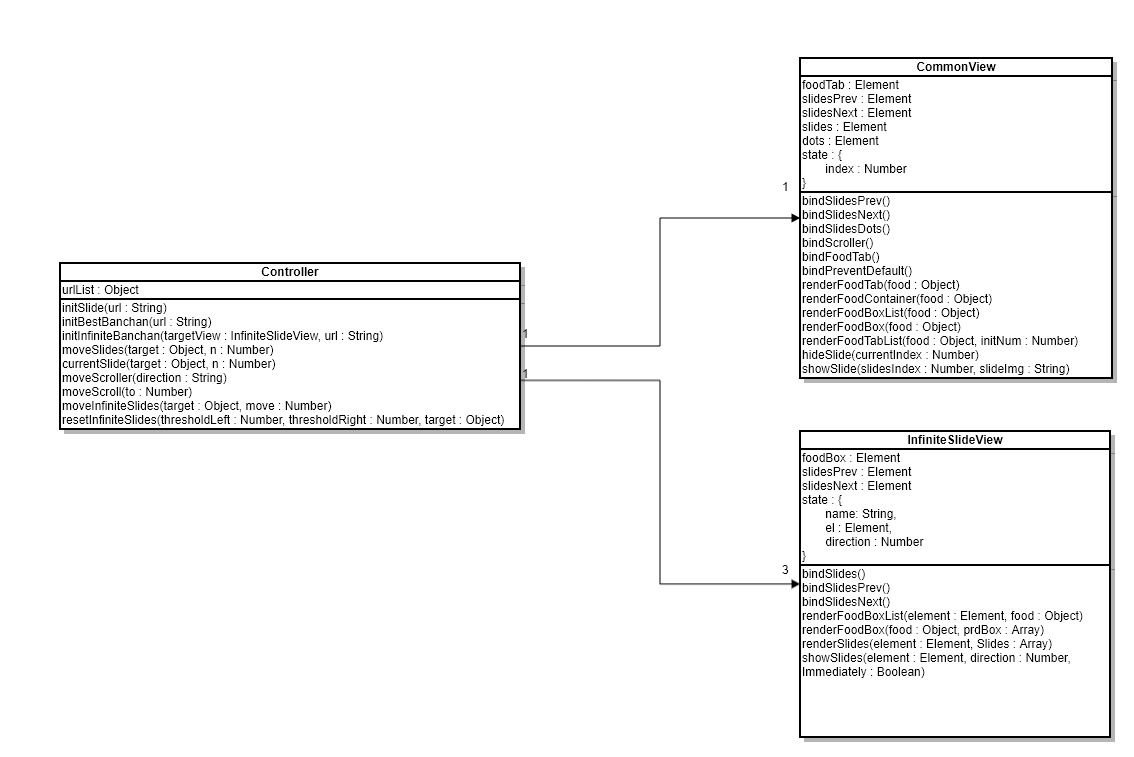 CommonView
foodTab : Element
slidesPrev : Element
slidesNext : Element
slides : Element
dots : Element
state : {
index : Number
}
bindSlidesPrev()
bindSlidesNext()
bindSlidesDots()
bindScroller()
bindFoodTab()
bindPreventDefault()
renderFoodTab(food : Object)
renderFoodContainer(food : Object)
renderFoodBoxList(food : Object)
renderFoodBox(food : Object)
renderFoodTabList(food : Object, initNum : Number)
hideSlide(currentIndex : Number)
showSlide(slidesIndex : Number, slideImg : String)
1
Controller
urlList : Object
initSlide(url : String)
initBestBanchan(url : String)
initInfiniteBanchan(targetView : InfiniteSlideView, url : String)
moveSlides(target : Object, n : Number)
currentSlide(target : Object, n : Number)
moveScroller(direction : String)
moveScroll(to : Number)
moveInfiniteSlides(target : Object, move : Number)
resetInfiniteSlides(thresholdLeft : Number, thresholdRight : Number, target : Object)
1
1
InfiniteSlideView
foodBox : Element
slidesPrev : Element
slidesNext : Element
state : {
name: String,
el : Element,
direction : Number
}
3
bindSlides()
bindSlidesPrev()
bindSlidesNext()
renderFoodBoxList(element : Element, food : Object)
renderFoodBox(food : Object, prdBox : Array)
renderSlides(element : Element, Slides : Array)
showSlides(element : Element, direction : Number,
Immediately : Boolean)